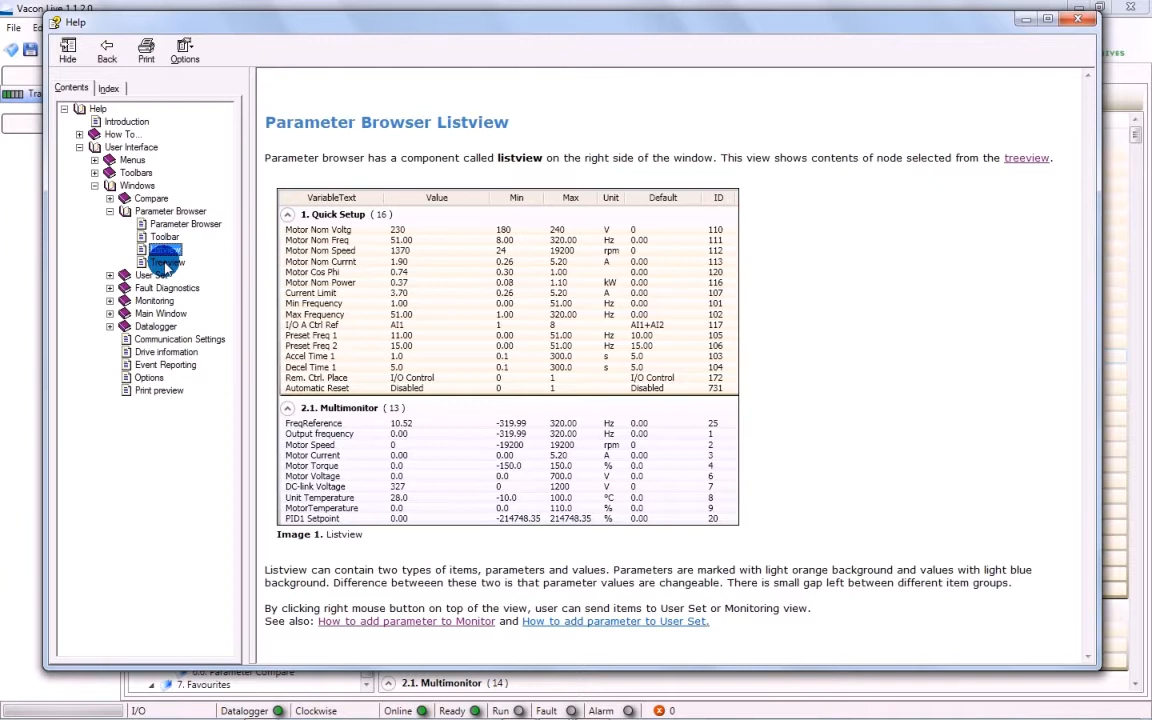 Vacon Live 1.1.2.0
Help
File
Hide
Back
Print
Options
Contents
Index
Help
Introduction
How To...
User Interface
Menus
Toolbars
Windows
Compare
Parameter Browser
Parameter Browser
Toolbar
Treeview
User Set
Fault Diagnostics
Monitoring
Main Window
Datalogger
Communication Settings
Drive information
Event Reporting
Options
Print preview
Parameter Browser Listview
Parameter browser has a component called listview on the right side of the window. This view shows contents of node selected from the treeview.
VariableText Value Min Max Unit Default ID
1. Quick Setup ( 16 )
Motor Nom Voltg 230 180 240 V 0 110
Motor Nom Freq 51.00 8.00 320.00 Hz 0.00 111
Motor Nom Speed 1370 24 19200 rpm 0 112
Motor Nom Currnt 1.90 0.26 5.20 A 0.00 113
Motor Cos Phi 0.74 0.30 1.00 0.00 120
Motor Nom Power 0.37 0.08 1.10 kW 0.00 116
Current Limit 3.70 0.26 5.20 A 0.00 107
Min Frequency 1.00 0.00 51.00 Hz 0.00 101
Max Frequency 51.00 1.00 320.00 Hz 0.00 102
I/O A Ctrl Ref AI1 1 8 AI1+AI2 117
Preset Freq 1 11.00 0.00 51.00 Hz 10.00 105
Preset Freq 2 15.00 0.00 51.00 Hz 15.00 106
Accel Time 1 1.0 0.1 300.0 s 5.0 103
Decel Time 1 5.0 0.1 300.0 s 5.0 104
Rem. Ctrl. Place I/O Control 0 1 I/O Control 172
Automatic Reset Disabled 0 1 Disabled 731
2.1. Multimonitor ( 13 )
FreqReference 10.52 -319.99 320.00 Hz 0.00 25
Output frequency 0.00 -319.99 320.00 Hz 0.00 1
Motor Speed 0 -19200 19200 rpm 0 2
Motor Current 0.00 0.00 5.20 A 0.00 3
Motor Torque 0.0 -150.0 150.0 % 0.0 4
Motor Voltage 0.0 0.0 700.0 V 0.0 6
DC-link Voltage 327 0 1200 V 0 7
Unit Temperature 28.0 -10.0 100.0 °C 0.0 8
MotorTemperature 0.0 0.0 110.0 % 0.0 9
PID1 Setpoint 0.00 -214748.35 214748.35 % 0.00 20
Image 1. Listview
Listview can contain two types of items, parameters and values. Parameters are marked with light orange background and values with light blue
background. Difference betweeen these two is that parameter values are changeable. There is small gap left between different item groups.
By clicking right mouse button on top of the view, user can send items to User Set or Monitoring view.
See also: How to add parameter to Monitor and How to add parameter to User Set.
6.6. Parameter Compare
7. Favourites
2.1. Multimonitor (14)
I/O Datalogger Clockwise Online Ready Run Fault Alarm 0